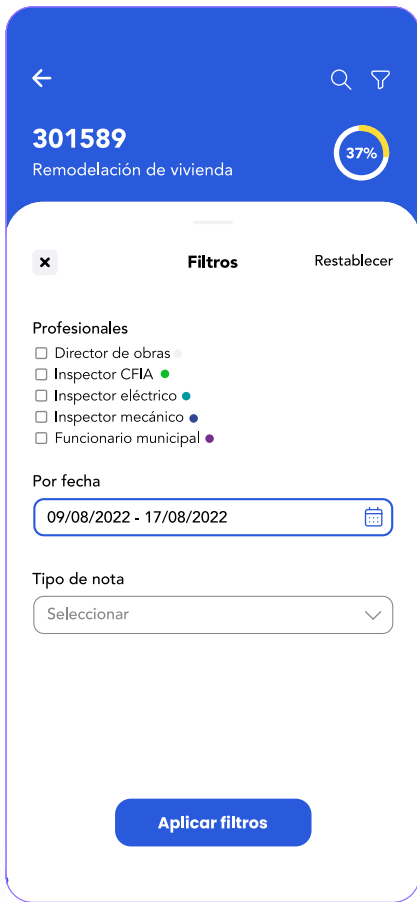 301589
Remodelación de vivienda
37%
Filtros
Restablecer
Profesionales
Director de obras
Inspector CFIA
Inspector eléctrico
Inspector mecánico
Funcionario municipal
Por fecha
09/08/2022 - 17/08/2022
Tipo de nota
Seleccionar
Aplicar filtros